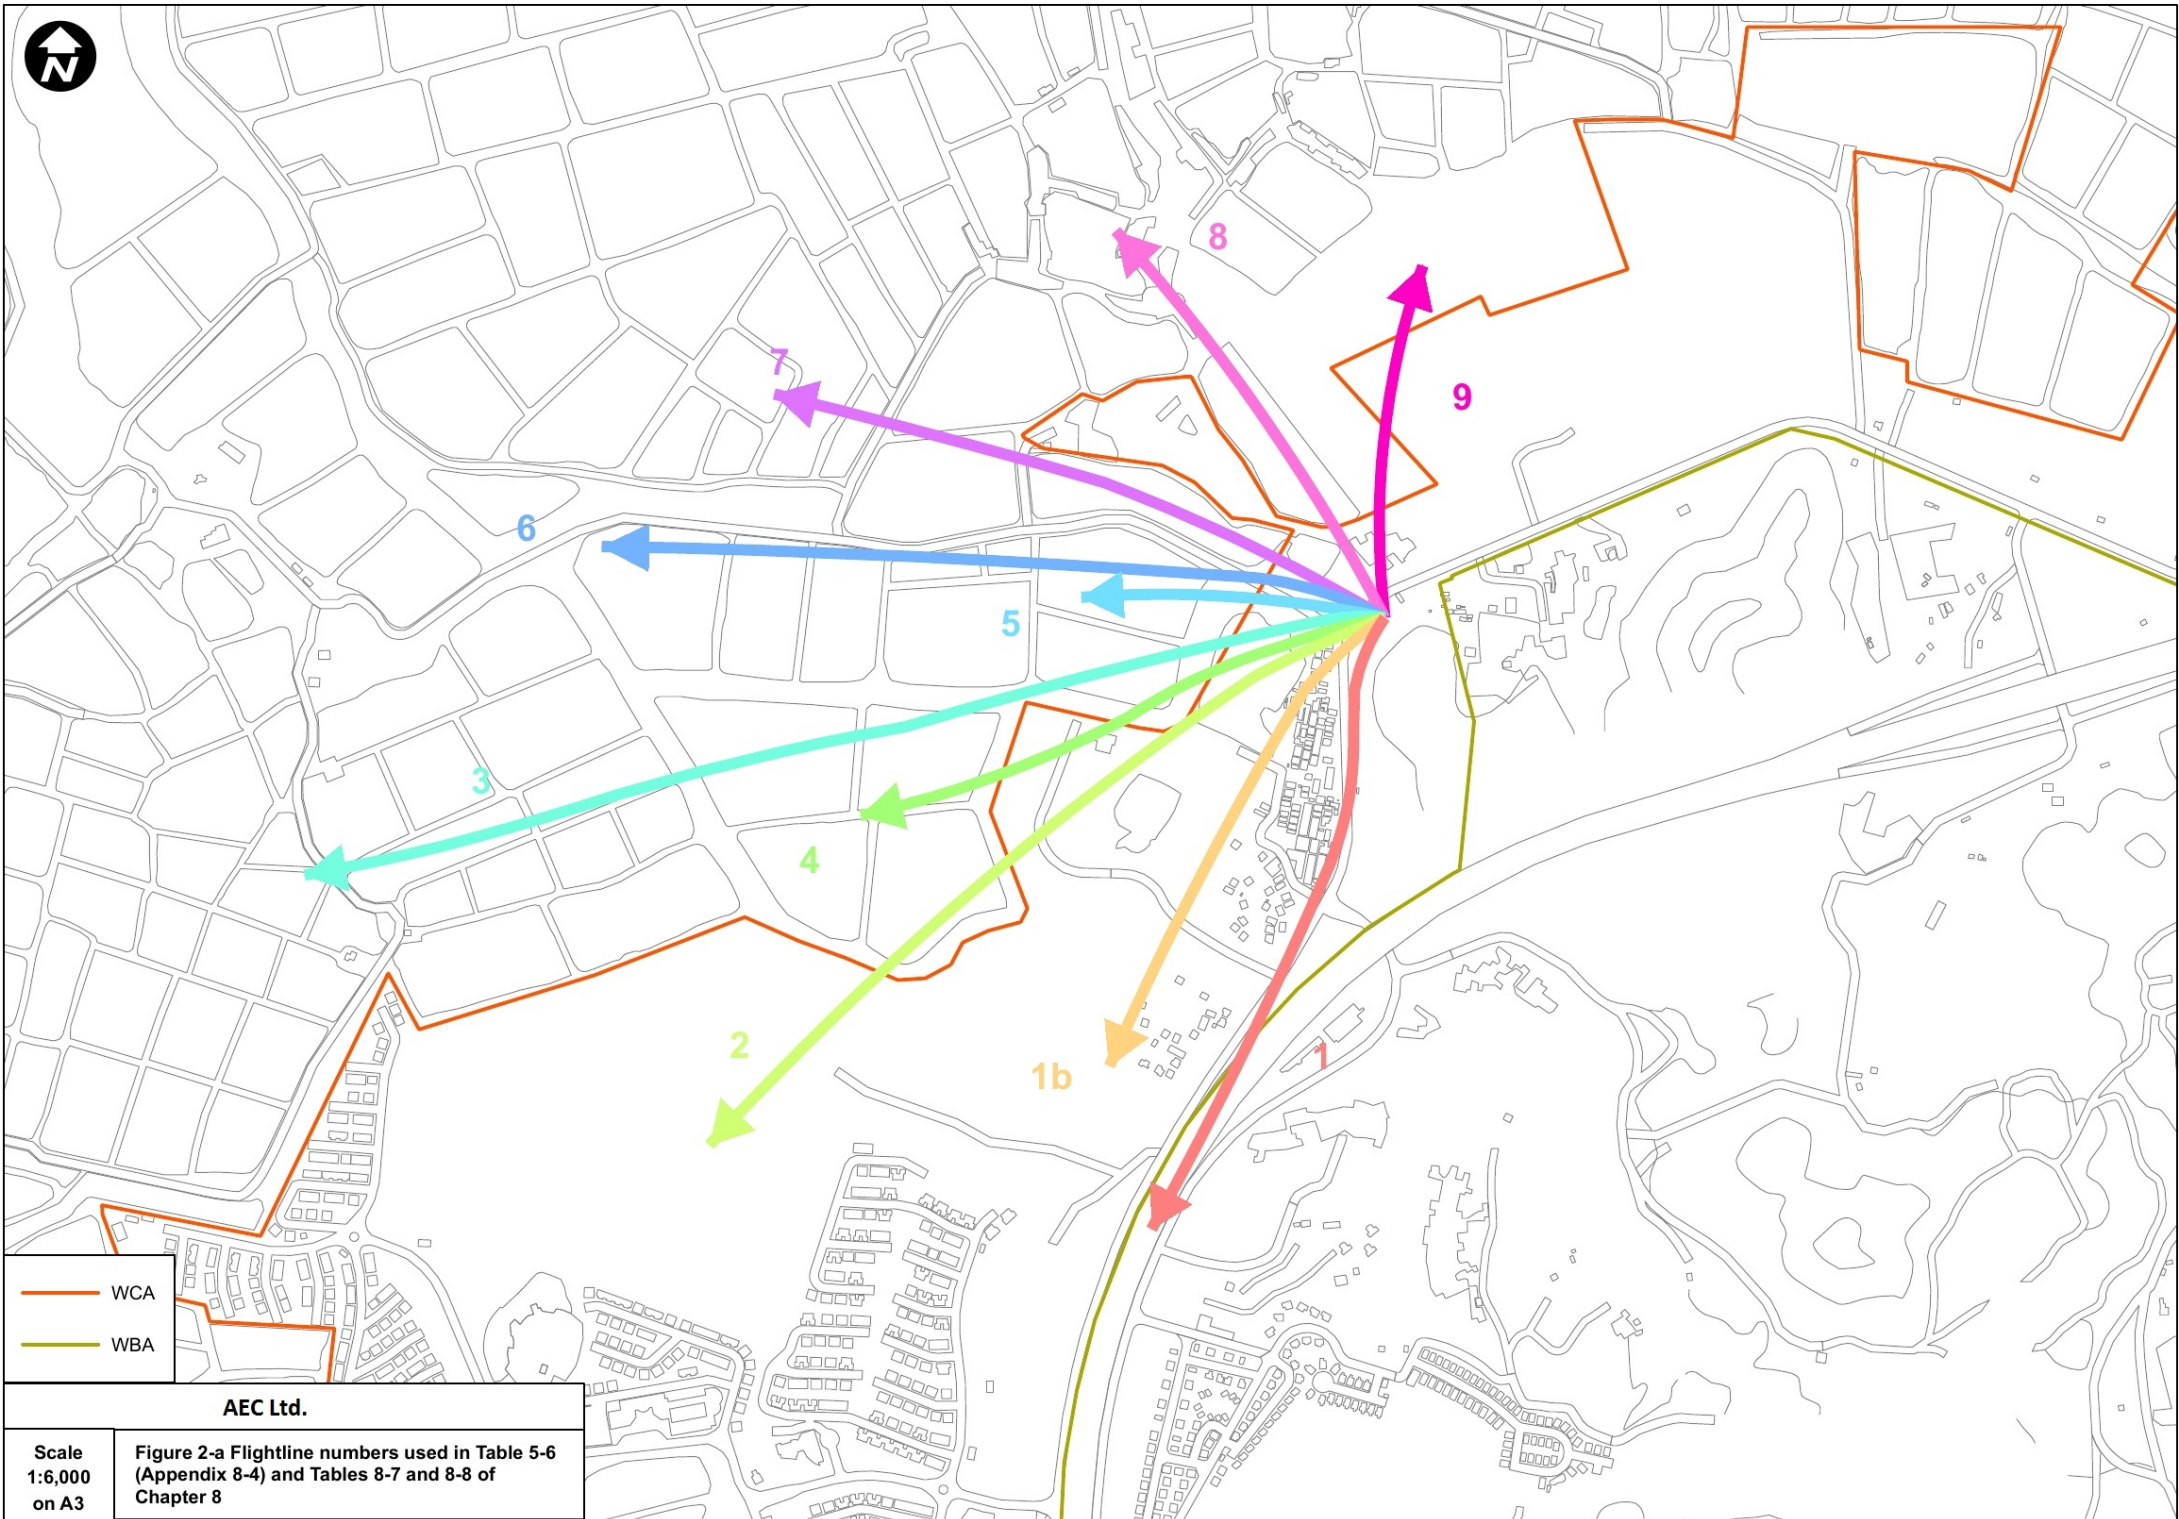 N
8
7
9
6
5
3
4
2
1b
1
WCA
WBA
AEC Ltd.
Scale
1:6,000
on A3
Figure 2-a Flightline numbers used in Table 5-6
(Appendix 8-4) and Tables 8-7 and 8-8 of
Chapter 8